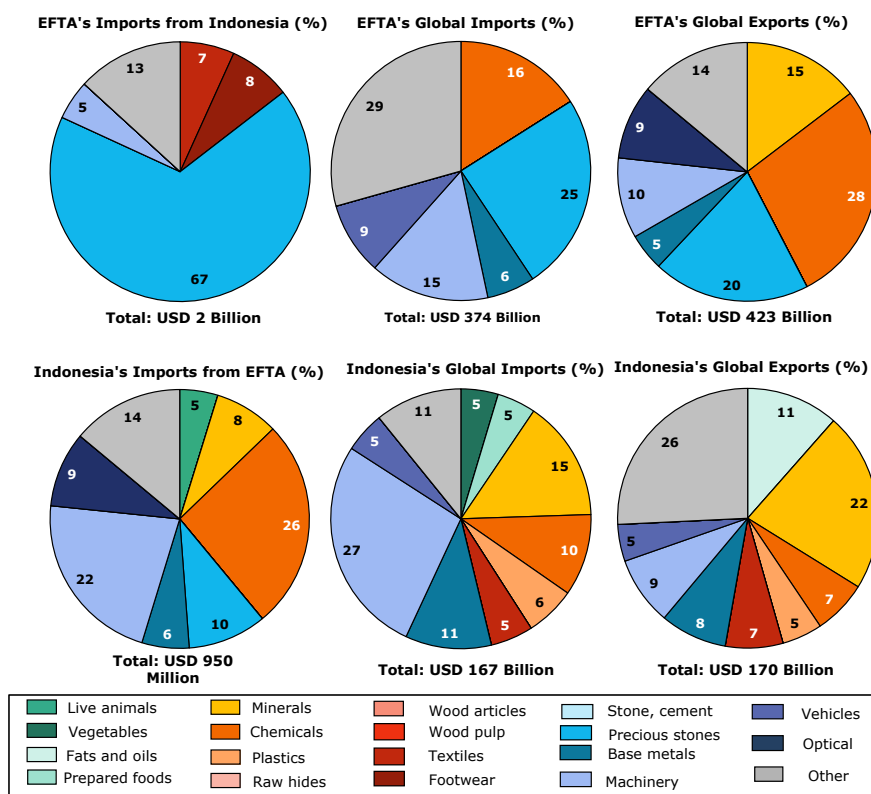 EFTA's Imports from Indonesia (%)
13
7
8
5
67
Total: USD 2 Billion
EFTA's Global Imports (%)
16
29
25
9
15
6
Total: USD 374 Billion
EFTA's Global Exports (%)
14
15
9
10
28
5
20
Total: USD 423 Billion
Indonesia's Imports from EFTA (%)
5
14
8
9
26
22
10
6
Total: USD 950
Million
Indonesia's Global Imports (%)
5
11
5
5
15
27
10
6
11
5
Total: USD 167 Billion
Indonesia's Global Exports (%)
11
26
22
5
9
7
8
7
5
Total: USD 170 Billion
Live animals
Vegetables
Fats and oils
Prepared foods
Minerals
Chemicals
Plastics
Raw hides
Wood articles
Wood pulp
Textiles
Footwear
Stone, cement
Precious stones
Base metals
Machinery
Vehicles
Optical
Other